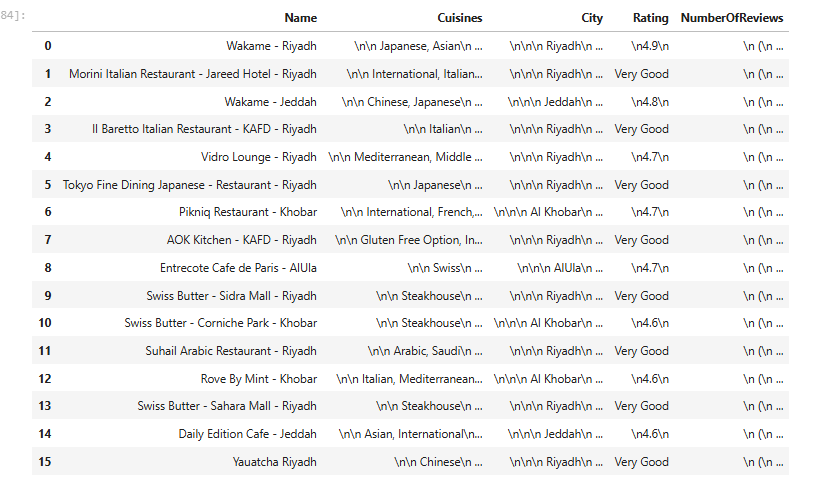 84]:
Name Cuisines City Rating NumberOfReviews
0 Wakame - Riyadh \n\n Japanese, Asian\n ... \n\n\n Riyadh\n ... \n4.9\n \n (\n ...
1 Morini Italian Restaurant - Jareed Hotel - Riyadh \n\n International, Italian... \n\n\n Riyadh\n ... Very Good \n (\n ...
2 Wakame - Jeddah \n\n Chinese, Japanese\n ... \n\n\n Jeddah\n ... \n4.8\n \n (\n ...
3 Il Baretto Italian Restaurant - KAFD - Riyadh \n\n Italian\n ... \n\n\n Riyadh\n ... Very Good \n (\n ...
4 Vidro Lounge - Riyadh \n\n Mediterranean, Middle ... \n\n\n Riyadh\n ... \n4.7\n \n (\n ...
5 Tokyo Fine Dining Japanese - Restaurant - Riyadh \n\n Japanese\n ... \n\n\n Riyadh\n ... Very Good \n (\n ...
6 Pikniq Restaurant - Khobar \n\n International, French,... \n\n\n Al Khobar\n ... \n4.7\n \n (\n ...
7 AOK Kitchen - KAFD - Riyadh \n\n Gluten Free Option, In... \n\n\n Riyadh\n ... Very Good \n (\n ...
8 Entrecote Cafe de Paris - AlUla \n\n Swiss\n ... \n\n\n AlUla\n ... \n4.7\n \n (\n ...
9 Swiss Butter - Sidra Mall - Riyadh \n\n Steakhouse\n ... \n\n\n Riyadh\n ... Very Good \n (\n ...
10 Swiss Butter - Corniche Park - Khobar \n\n Steakhouse\n ... \n\n\n Al Khobar\n ... \n4.6\n \n (\n ...
11 Suhail Arabic Restaurant - Riyadh \n\n Arabic, Saudi\n ... \n\n\n Riyadh\n ... Very Good \n (\n ...
12 Rove By Mint - Khobar \n\n Italian, Mediterranean... \n\n\n Al Khobar\n ... \n4.6\n \n (\n ...
13 Swiss Butter - Sahara Mall - Riyadh \n\n Steakhouse\n ... \n\n\n Riyadh\n ... Very Good \n (\n ...
14 Daily Edition Cafe - Jeddah \n\n Asian, International\n... \n\n\n Jeddah\n ... \n4.6\n \n (\n ...
15 Yauatcha Riyadh \n\n Chinese\n ... \n\n\n Riyadh\n ... Very Good \n (\n ...